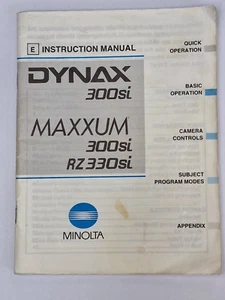 E INSTRUCTION MANUAL
DYNAX
300si
MAXXUM
300si
RZ330si
MINOLTA
QUICK
OPERATION
BASIC
OPERATION
CAMERA
CONTROLS
SUBJECT
PROGRAM MODES
APPENDIX